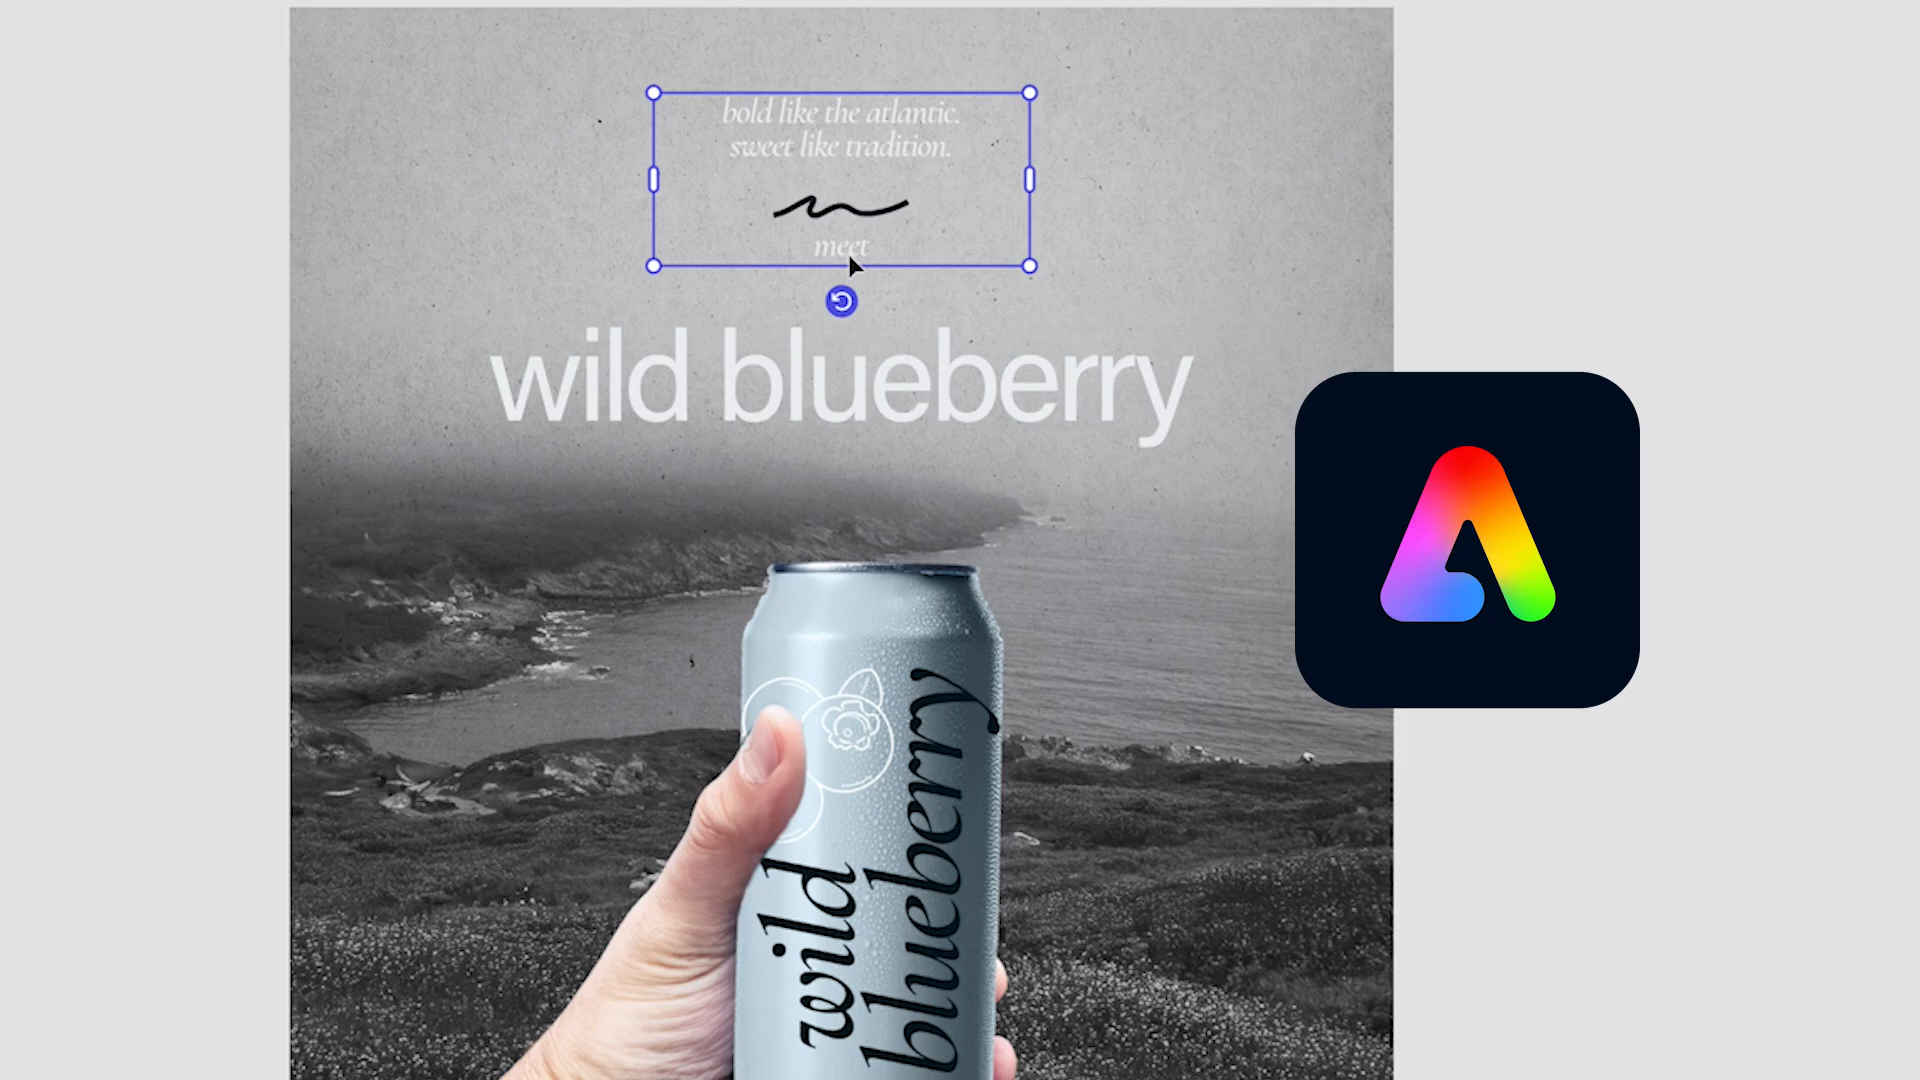 bold like the atlantic.
sweet like tradition.
meet
wild blueberry
wild
blueberry